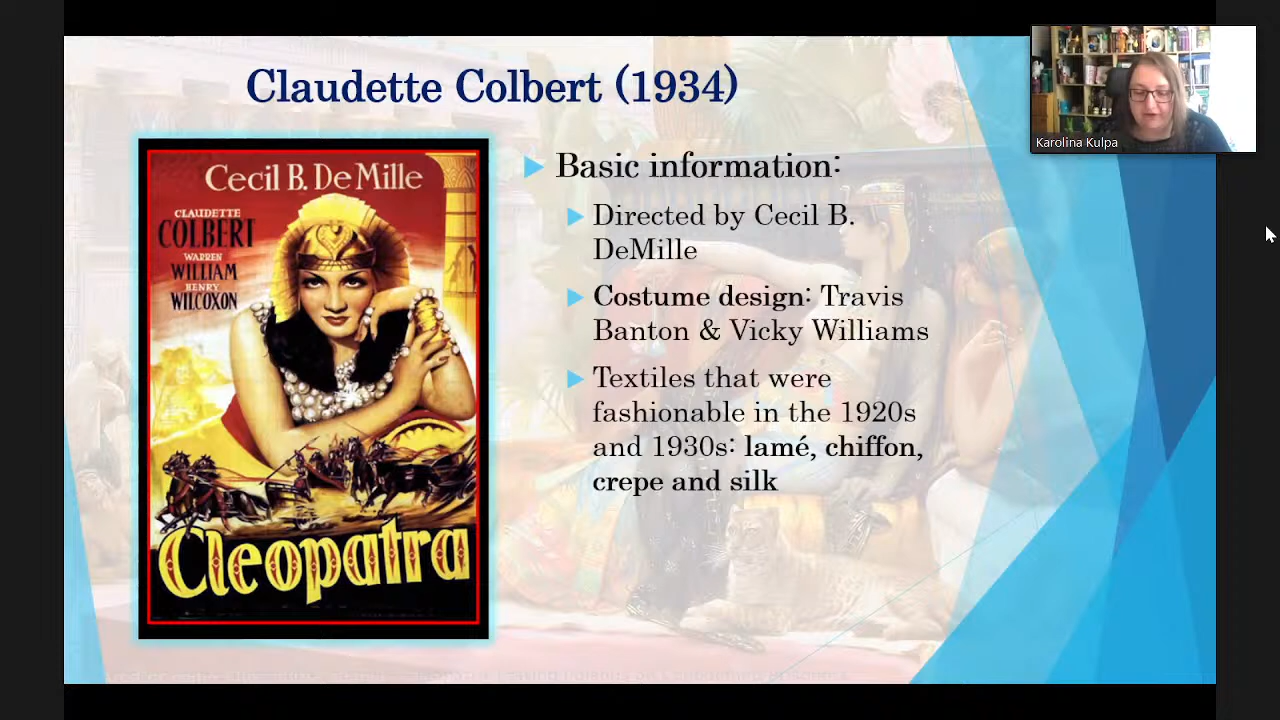 Claudette Colbert (1934)
Karolina Kulpa
Cecil B. DeMille
CLAUDETTE
COLBERT
WARREN
WILLIAM
HENRY
WILCOXON
Cleopatra
Basic information:
Directed by Cecil B.
DeMille
Costume design: Travis
Banton & Vicky Williams
Textiles that were
fashionable in the 1920s
and 1930s: lamé, chiffon,
crepe and silk